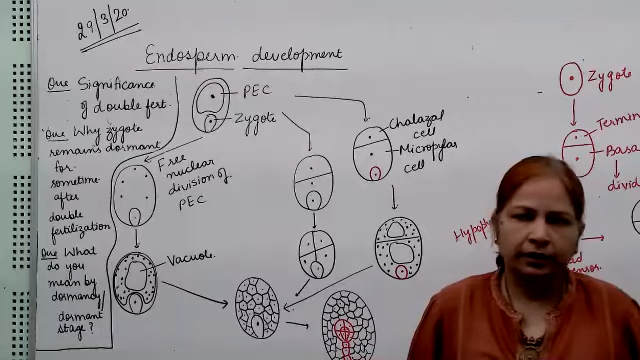 29/3/20.
Endosperm development
Que Significance
of double fert.
Que Why zygote
remains dormant
for
sometime
after
double
fertilization
Que What
do you
mean by
dormancy/
dormant
stage?
PEC
Zygote
Free
nuclear
division of
PEC
Vacuole.
Chalazal
cell
Micropylar
cell
Zygote
Termin
Basa
divid
Hypoph